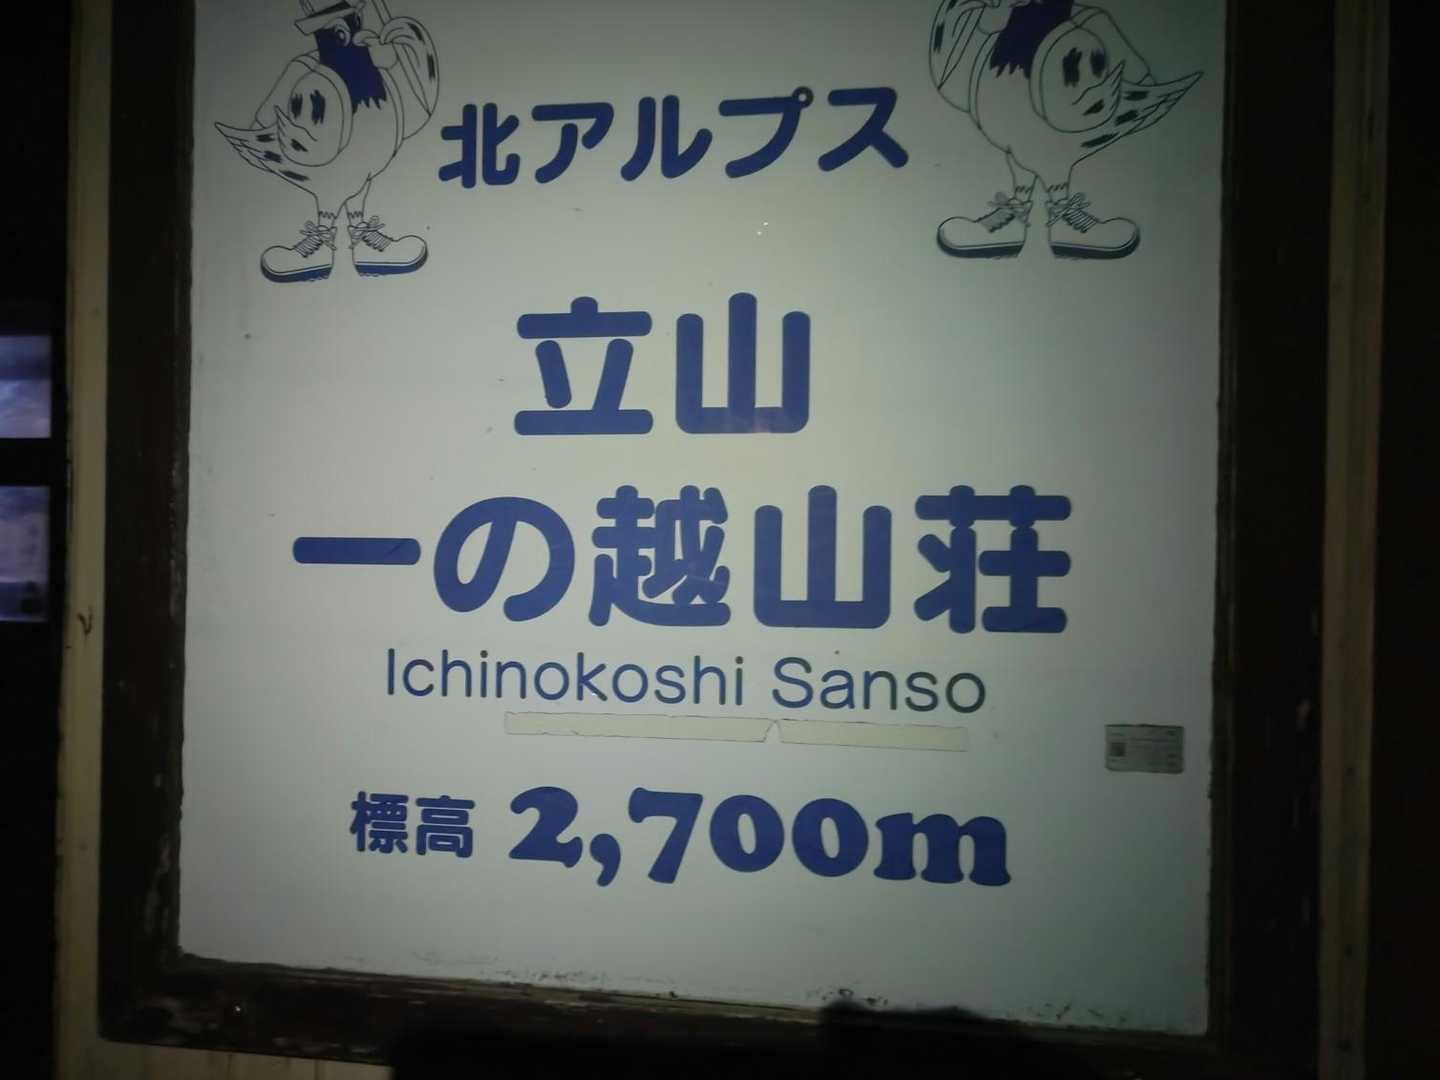 北アルプス
立山
一の越山荘
Ichinokoshi Sanso
標高 2,700m